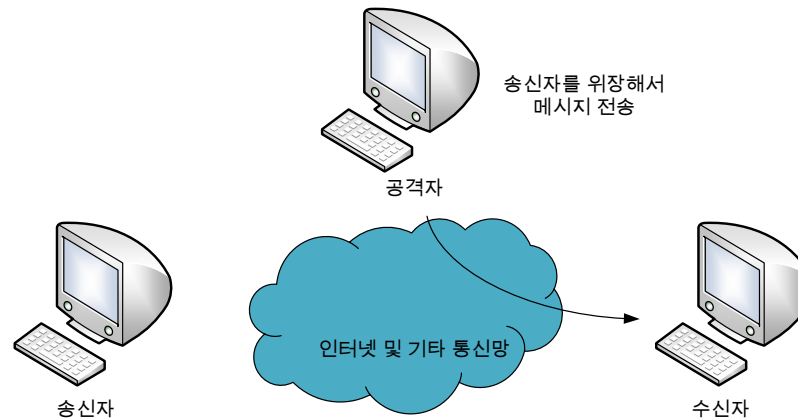 송신자를 위장해서
메시지 전송
공격자
인터넷 및 기타 통신망
송신자
수신자